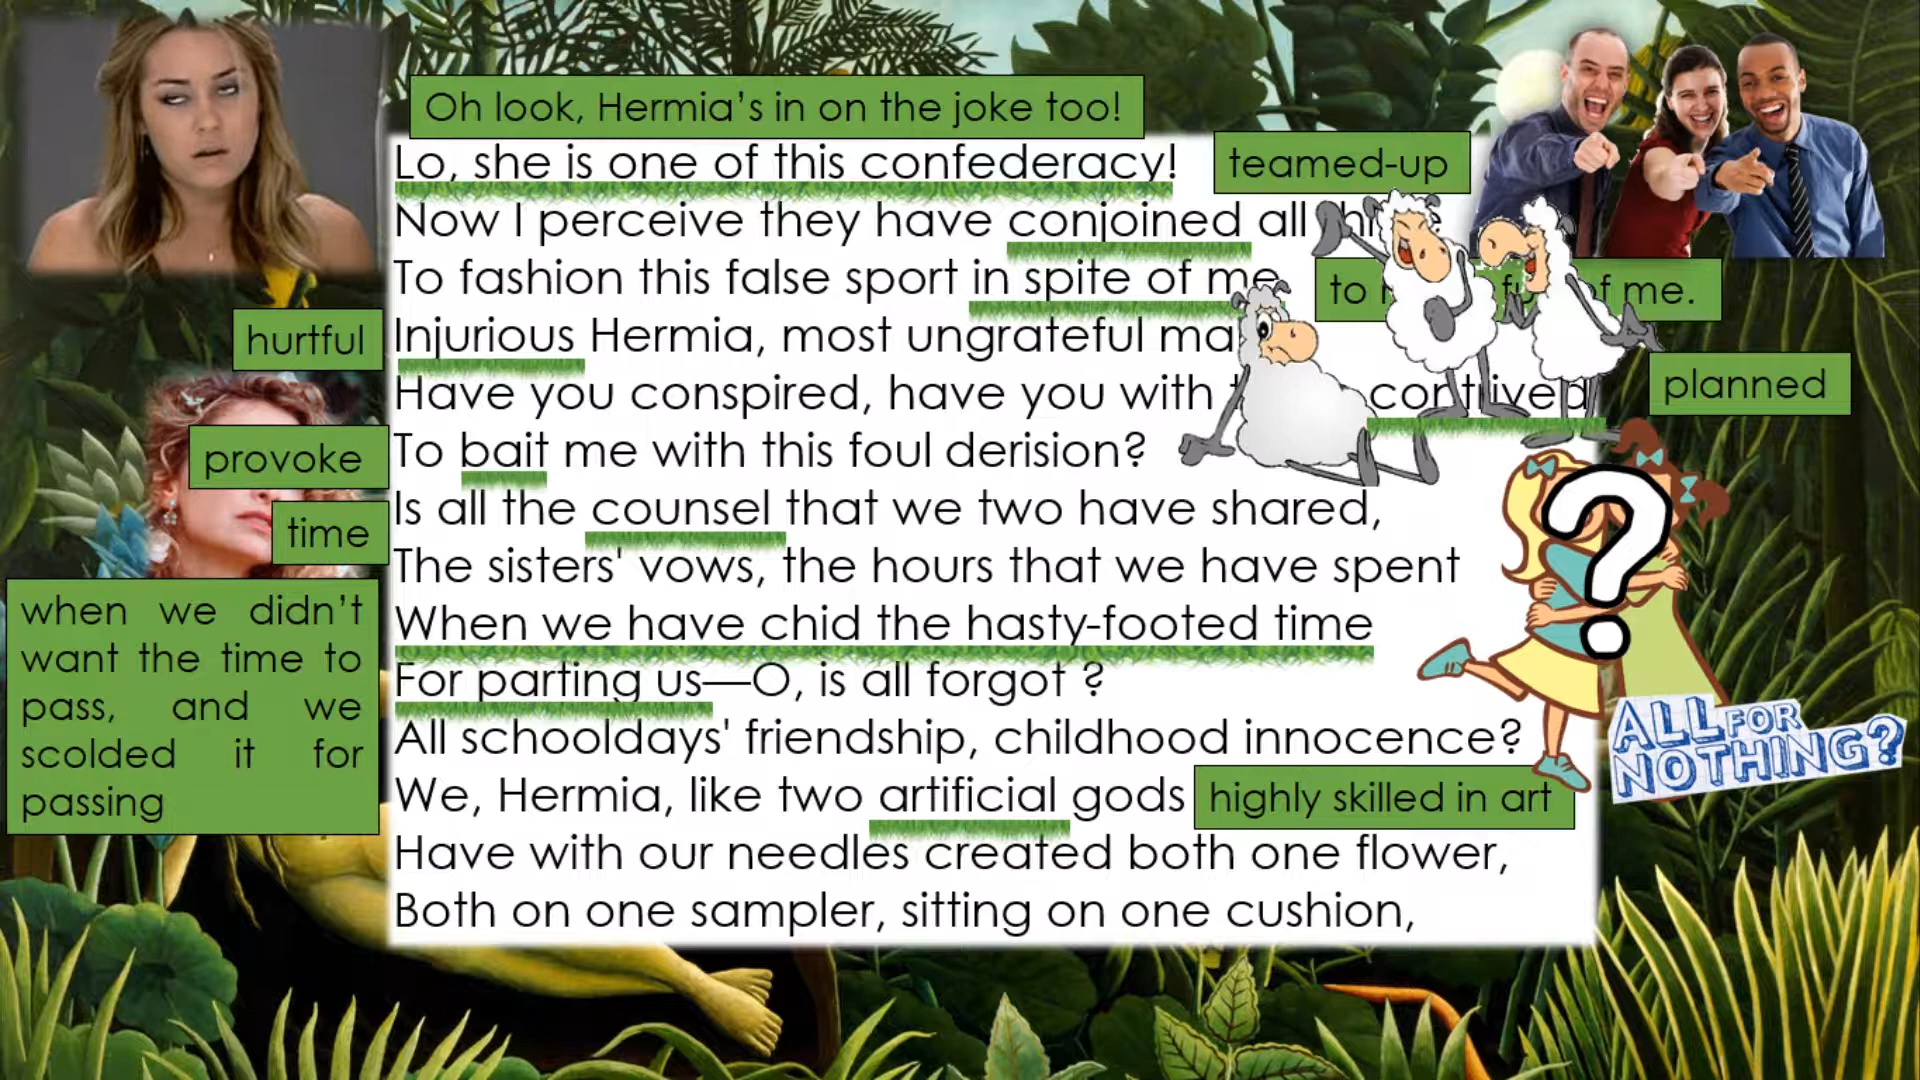 Oh look, Hermia's in on the joke too!
Lo, she is one of this confederacy!
teamed-up
Now I perceive they have conjoined all
To fashion this false sport in spite of me
to of me.
hurtful
Injurious Hermia, most ungrateful
Have you conspired, have you with contrived
planned
provoke
To bait me with this foul derision?
time
Is all the counsel that we two have shared,
The sisters' vows, the hours that we have spent
When we have chid the hasty-footed time
For parting us—O, is all forgot ?
when we didn't
want the time to
pass, and we
scolded it for
passing
All schooldays' friendship, childhood innocence?
ALL FOR
NOTHING?
We, Hermia, like two artificial gods
highly skilled in art
Have with our needles created both one flower,
Both on one sampler, sitting on one cushion,
?